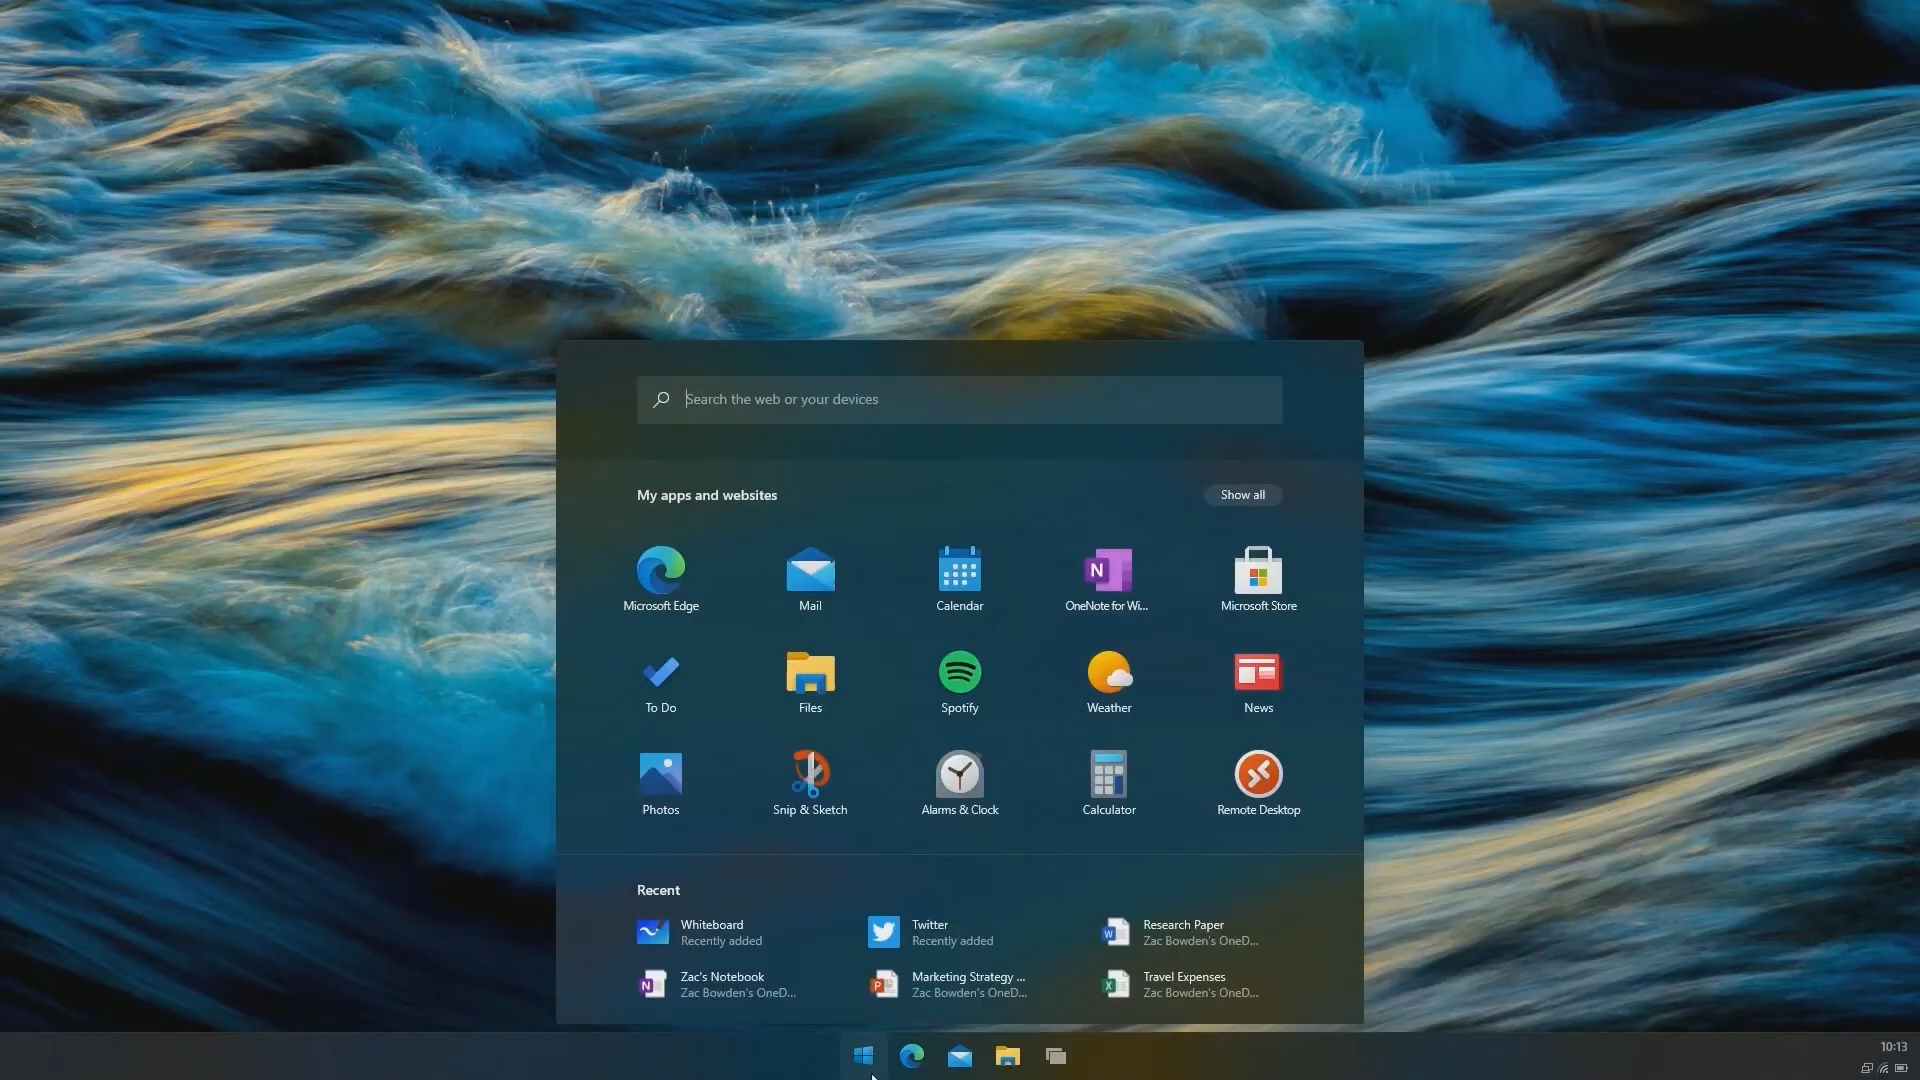 Search the web or your devices
My apps and websites
Show all
Microsoft Edge
Mail
Calendar
OneNote for Wi...
Microsoft Store
To Do
Files
Spotify
Weather
News
Photos
Snip & Sketch
Alarms & Clock
Calculator
Remote Desktop
Recent
Whiteboard
Recently added
Twitter
Recently added
Research Paper
Zac Bowden's OneD...
Zac's Notebook
Zac Bowden's OneD...
Marketing Strategy ...
Zac Bowden's OneD...
Travel Expenses
Zac Bowden's OneD...
10:13